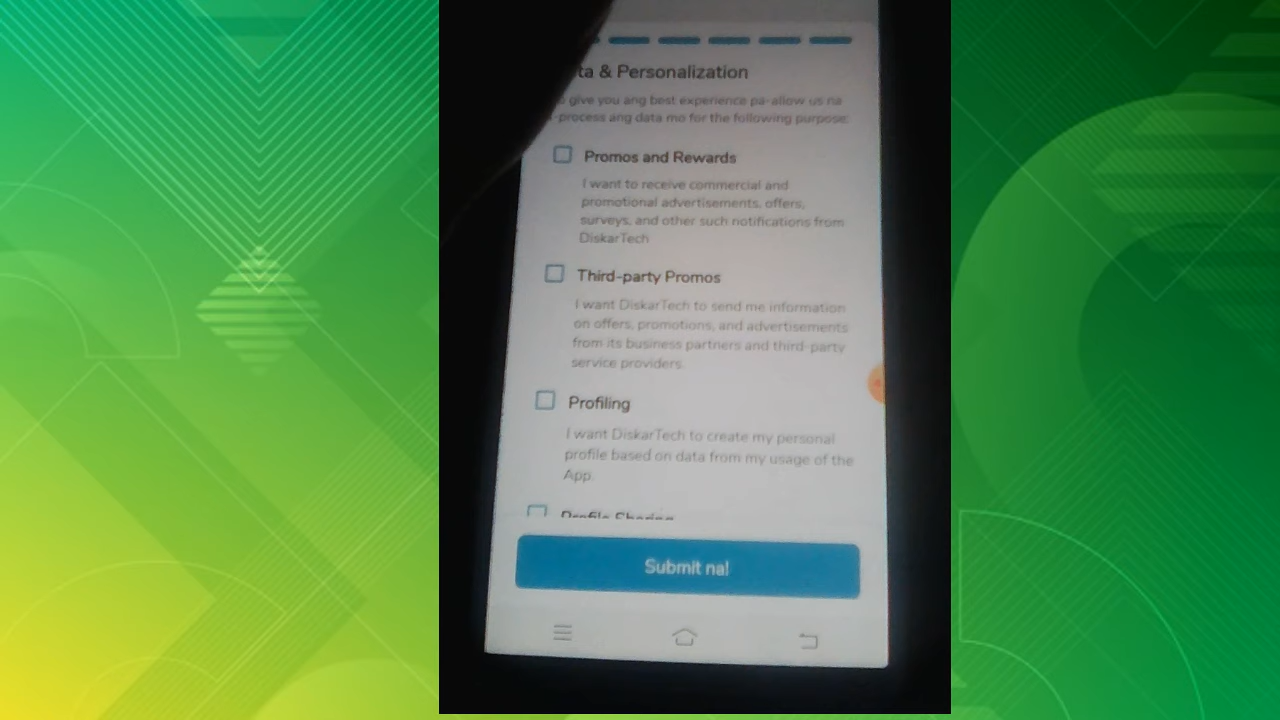 ta & Personalization
give you ang best experience pa-allow us na
-process ang data mo for the following purpose:
Promos and Rewards
I want to receive commercial and
promotional advertisements, offers,
surveys, and other such notifications from
DiskarTech
Third-party Promos
I want DiskarTech to send me information
on offers, promotions, and advertisements
from its business partners and third-party
service providers.
Profiling
I want DiskarTech to create my personal
profile based on data from my usage of the
App.
Profile Sharing
Submit na!